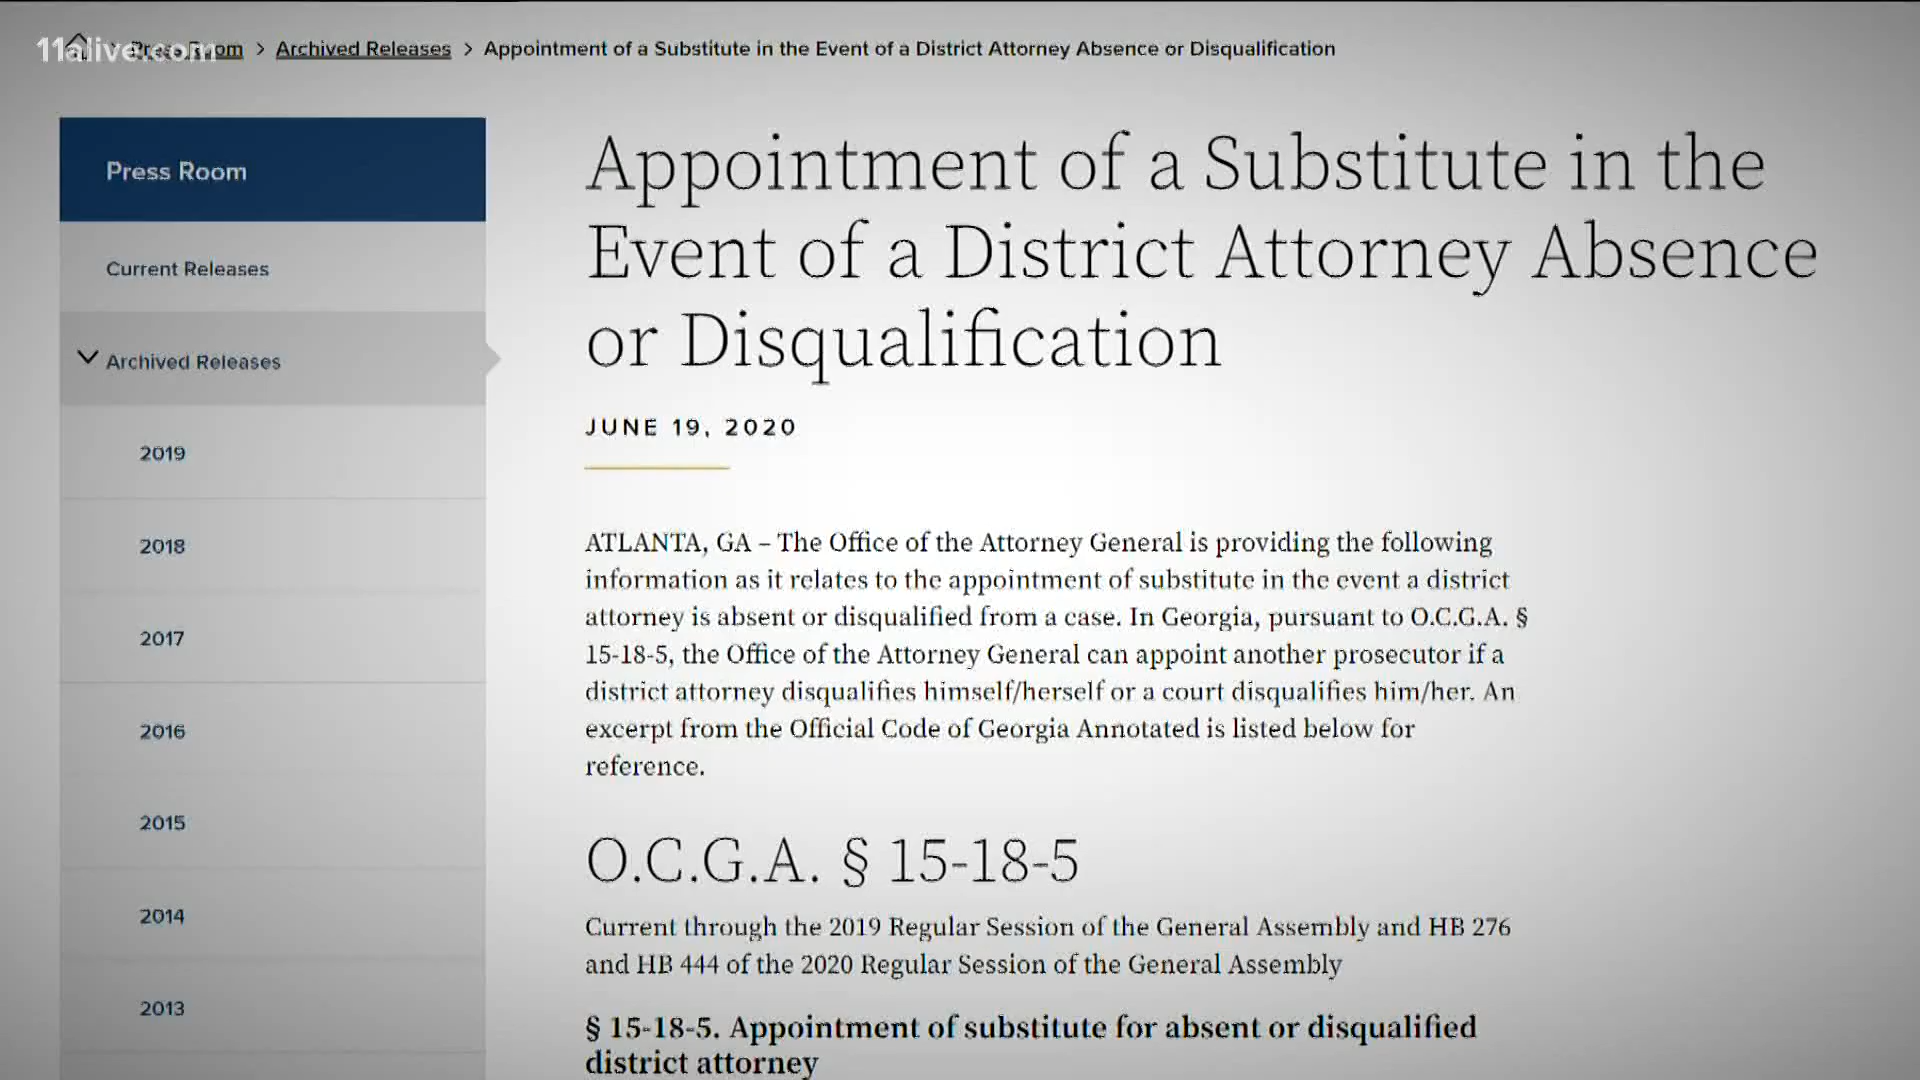 11alive.com
Press Room > Archived Releases > Appointment of a Substitute in the Event of a District Attorney Absence or Disqualification
Press Room
Current Releases
Archived Releases
2019
2018
2017
2016
2015
2014
2013
Appointment of a Substitute in the
Event of a District Attorney Absence
or Disqualification
JUNE 19, 2020
ATLANTA, GA – The Office of the Attorney General is providing the following
information as it relates to the appointment of substitute in the event a district
attorney is absent or disqualified from a case. In Georgia, pursuant to O.C.G.A. §
15-18-5, the Office of the Attorney General can appoint another prosecutor if a
district attorney disqualifies himself/herself or a court disqualifies him/her. An
excerpt from the Official Code of Georgia Annotated is listed below for
reference.
O.C.G.A. § 15-18-5
Current through the 2019 Regular Session of the General Assembly and HB 276
and HB 444 of the 2020 Regular Session of the General Assembly
§ 15-18-5. Appointment of substitute for absent or disqualified
district attorney